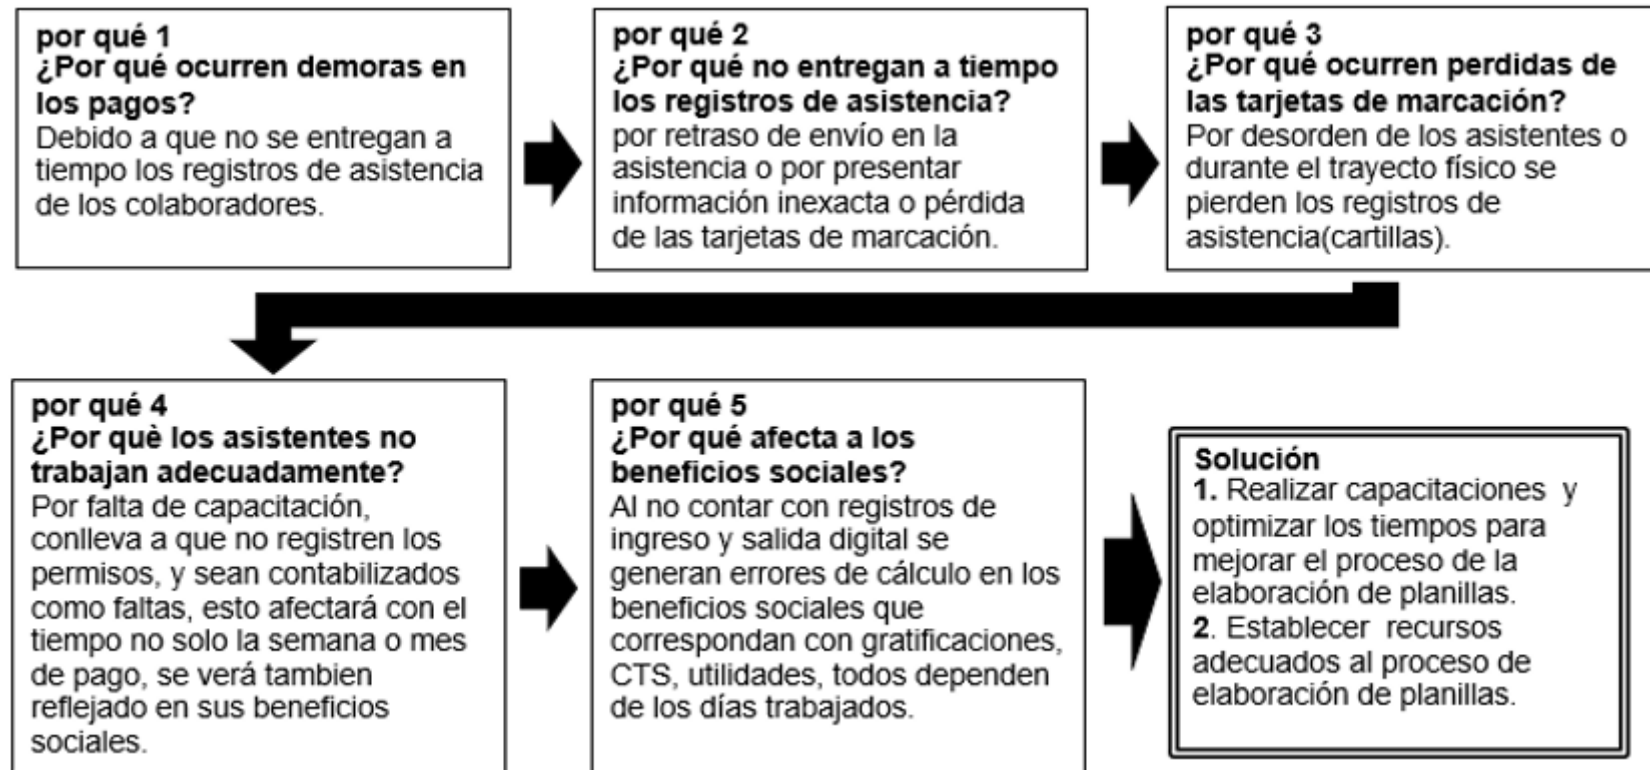 por qué 1
¿Por qué ocurren demoras en
los pagos?
Debido a que no se entregan a
tiempo los registros de asistencia
de los colaboradores.
por qué 2
¿Por qué no entregan a tiempo
los registros de asistencia?
por retraso de envío en la
asistencia o por presentar
información inexacta o pérdida
de las tarjetas de marcación.
por qué 3
¿Por qué ocurren perdidas de
las tarjetas de marcación?
Por desorden de los asistentes o
durante el trayecto físico se
pierden los registros de
asistencia(cartillas).
por qué 4
¿Por què los asistentes no
trabajan adecuadamente?
Por falta de capacitación,
conlleva a que no registren los
permisos, y sean contabilizados
como faltas, esto afectará con el
tiempo no solo la semana o mes
de pago, se verá tambien
reflejado en sus beneficios
sociales.
por qué 5
¿Por qué afecta a los
beneficios sociales?
Al no contar con registros de
ingreso y salida digital se
generan errores de cálculo en los
beneficios sociales que
correspondan con gratificaciones,
CTS, utilidades, todos dependen
de los días trabajados.
Solución
1. Realizar capacitaciones y
optimizar los tiempos para
mejorar el proceso de la
elaboración de planillas.
2. Establecer recursos
adecuados al proceso de
elaboración de planillas.